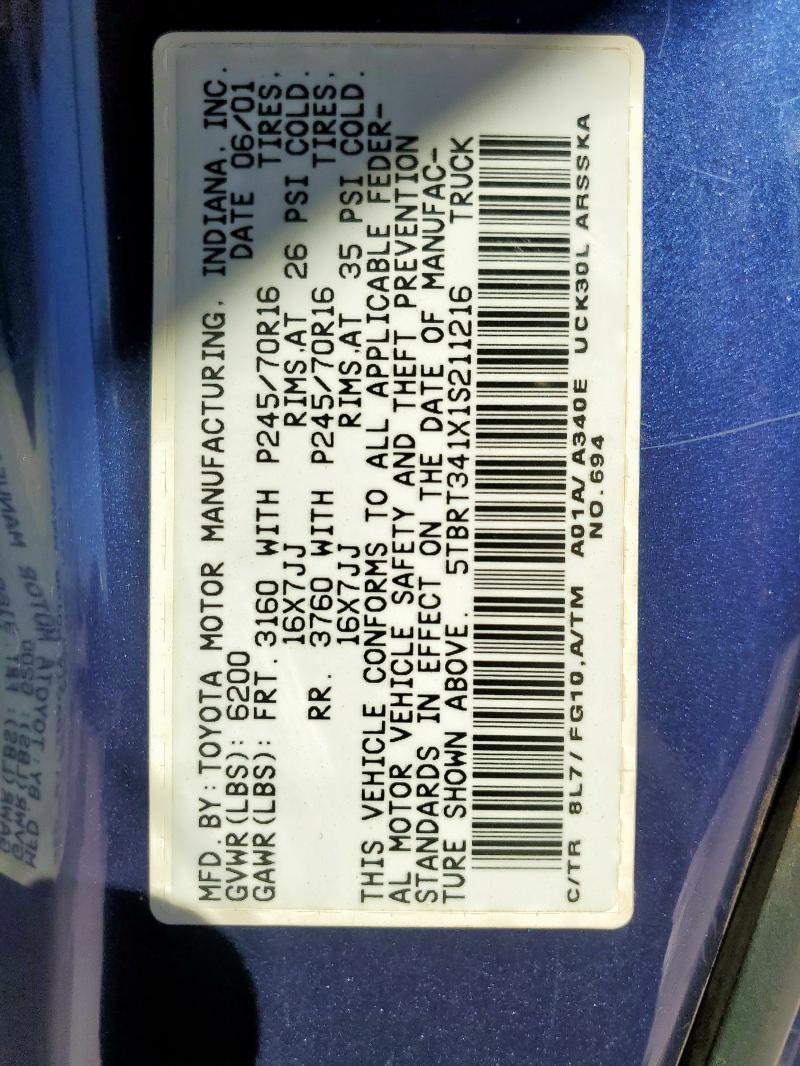 MFD. BY: TOYOTA MOTOR MANUFACTURING, INDIANA, INC.
GVWR(LBS): 6200 DATE 06/01
GAWR(LBS): FRT. 3160 WITH P245/70R16 TIRES,
16X7JJ RIMS,AT 26 PSI COLD.
RR. 3760 WITH P245/70R16 TIRES,
16X7JJ RIMS,AT 35 PSI COLD.
THIS VEHICLE CONFORMS TO ALL APPLICABLE FEDER-
AL MOTOR VEHICLE SAFETY AND THEFT PREVENTION
STANDARDS IN EFFECT ON THE DATE OF MANUFAC-
TURE SHOWN ABOVE. 5TBRT341X1S211216 TRUCK
C/TR 8L7/FG10,A/TM A01A/A340E UCK30L ARSSKA
NO.694